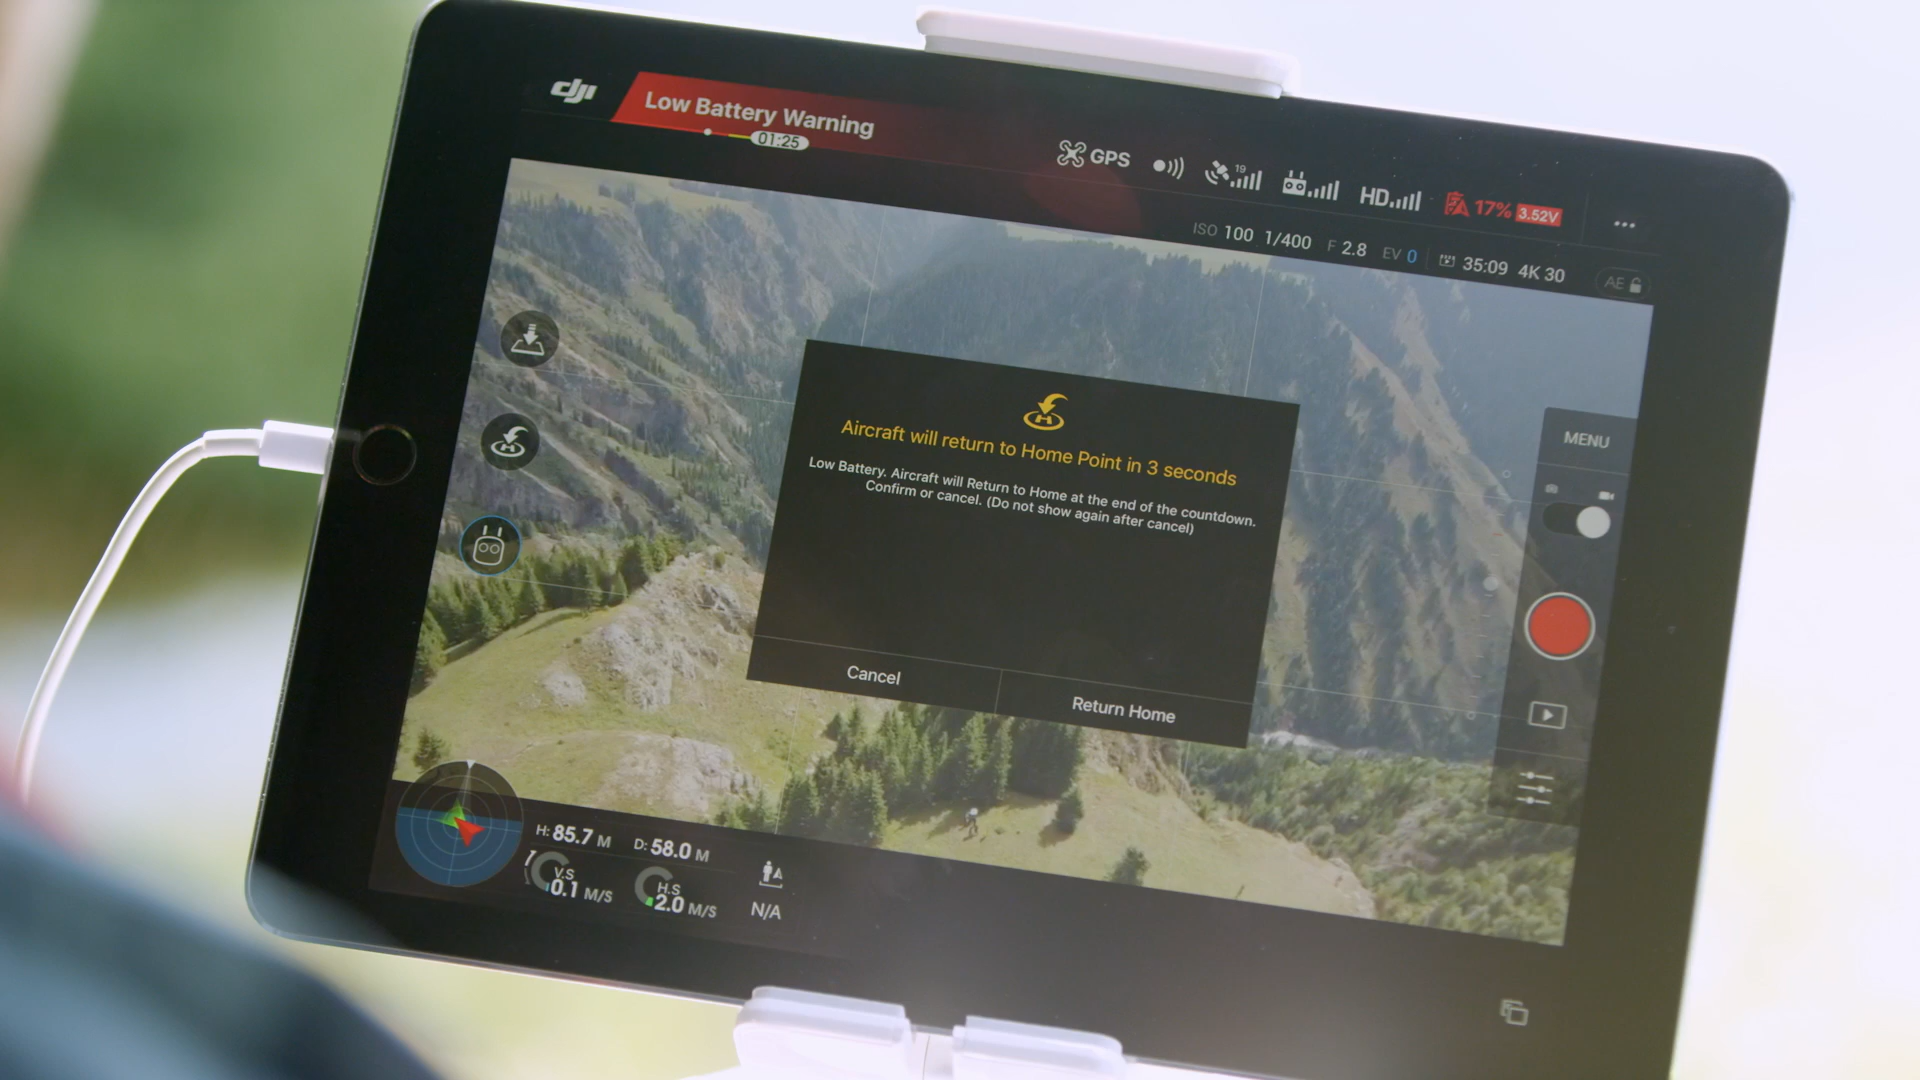 dji
Low Battery Warning
01:25
GPS
19
HD
17% 3.52V
ISO 100 1/400 F 2.8 EV 0 35:09 4K 30
AE
Aircraft will return to Home Point in 3 seconds
Low Battery. Aircraft will Return to Home at the end of the countdown.
Confirm or cancel. (Do not show again after cancel)
Cancel
Return Home
MENU
H: 85.7 M D: 58.0 M
V.S
0.1 M/S
H.S
2.0 M/S
N/A